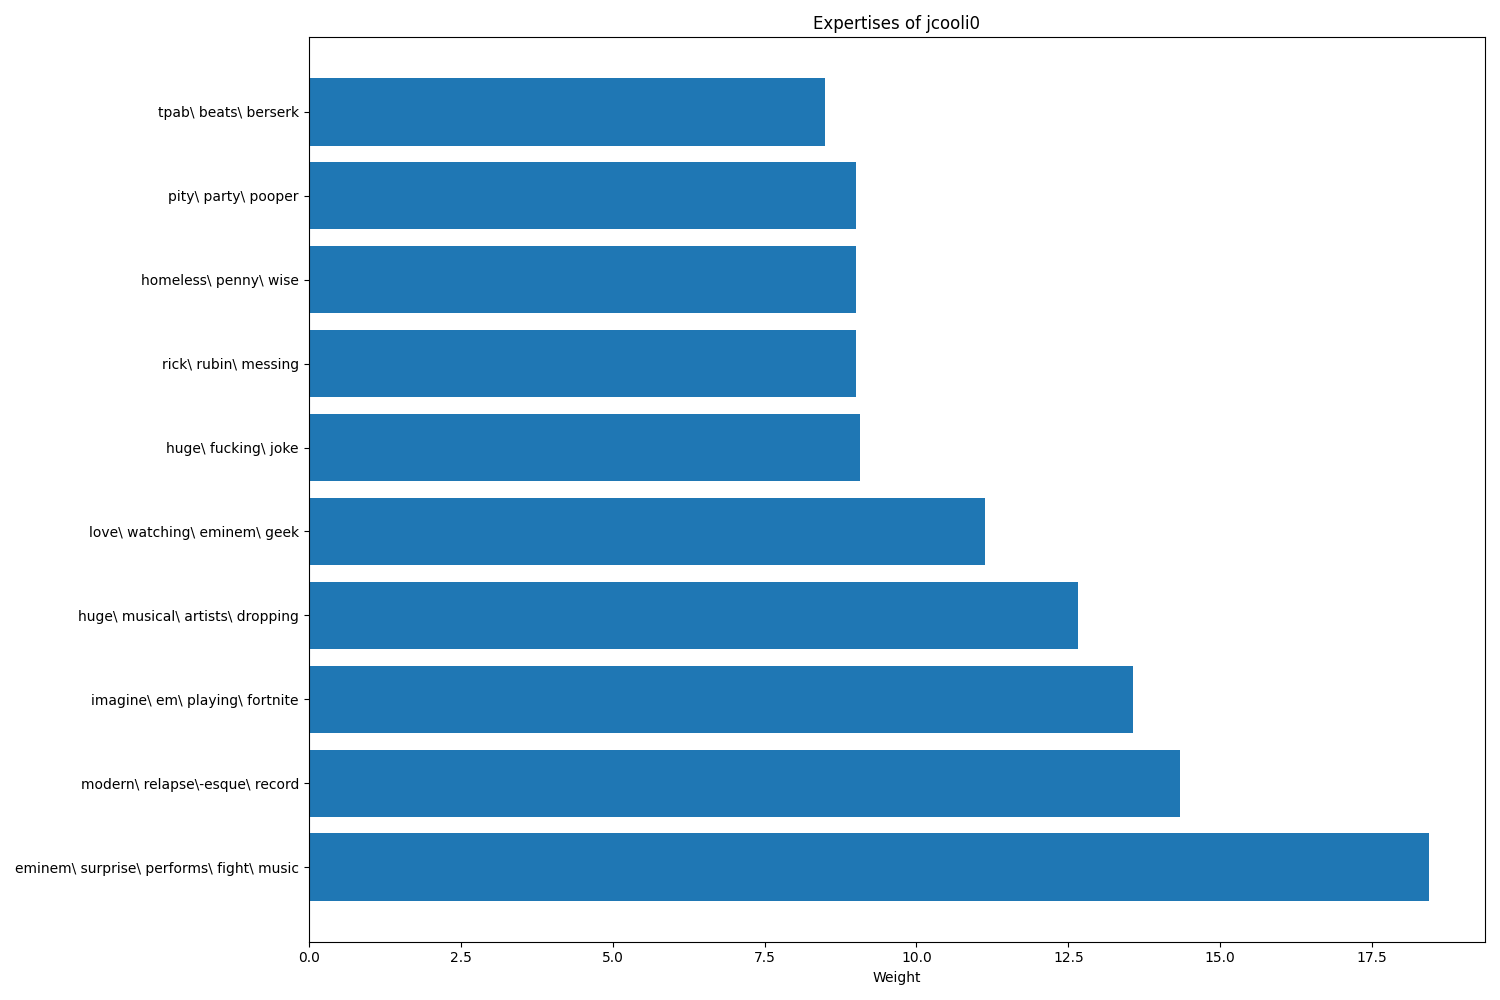 Expertises of jcooli0
tpab\ beats\ berserk
pity\ party\ pooper
homeless\ penny\ wise
rick\ rubin\ messing
huge\ fucking\ joke
love\ watching\ eminem\ geek
huge\ musical\ artists\ dropping
imagine\ em\ playing\ fortnite
modern\ relapse\-esque\ record
eminem\ surprise\ performs\ fight\ music
0.0 2.5 5.0 7.5 10.0 12.5 15.0 17.5
Weight